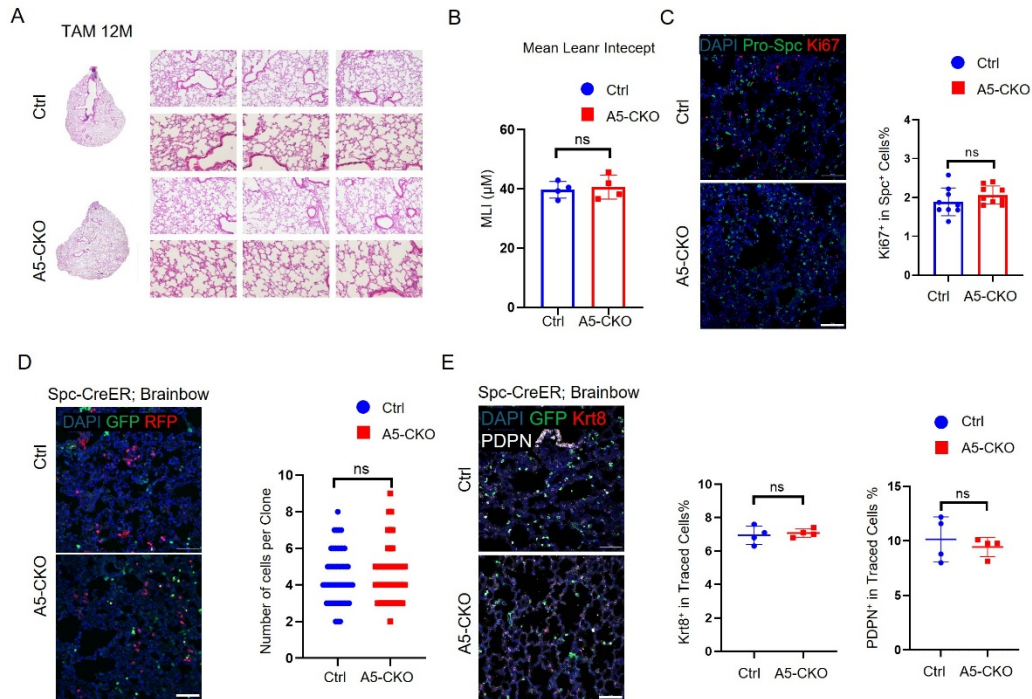 A
TAM 12M
Ctrl
A5-CKO
B
Mean Leanr Intecept
Ctrl
A5-CKO
ns
MLI (μM)
60
40
20
0
Ctrl
A5-CKO
C
DAPI Pro-Spc Ki67
Ctrl
A5-CKO
Ctrl
A5-CKO
ns
Ki67⁺ in Spc⁺ Cells%
4
3
2
1
0
Ctrl
A5-CKO
D
Spc-CreER; Brainbow
DAPI GFP RFP
Ctrl
A5-CKO
Ctrl
A5-CKO
ns
Number of cells per Clone
10
8
6
4
2
0
Ctrl
A5-CKO
E
Spc-CreER; Brainbow
DAPI GFP Krt8
PDPN
Ctrl
A5-CKO
ns
Krt8⁺ in Traced Cells%
10
8
6
4
2
0
Ctrl
A5-CKO
Ctrl
A5-CKO
ns
PDPN⁺ in Traced Cells%
15
10
5
0
Ctrl
A5-CKO